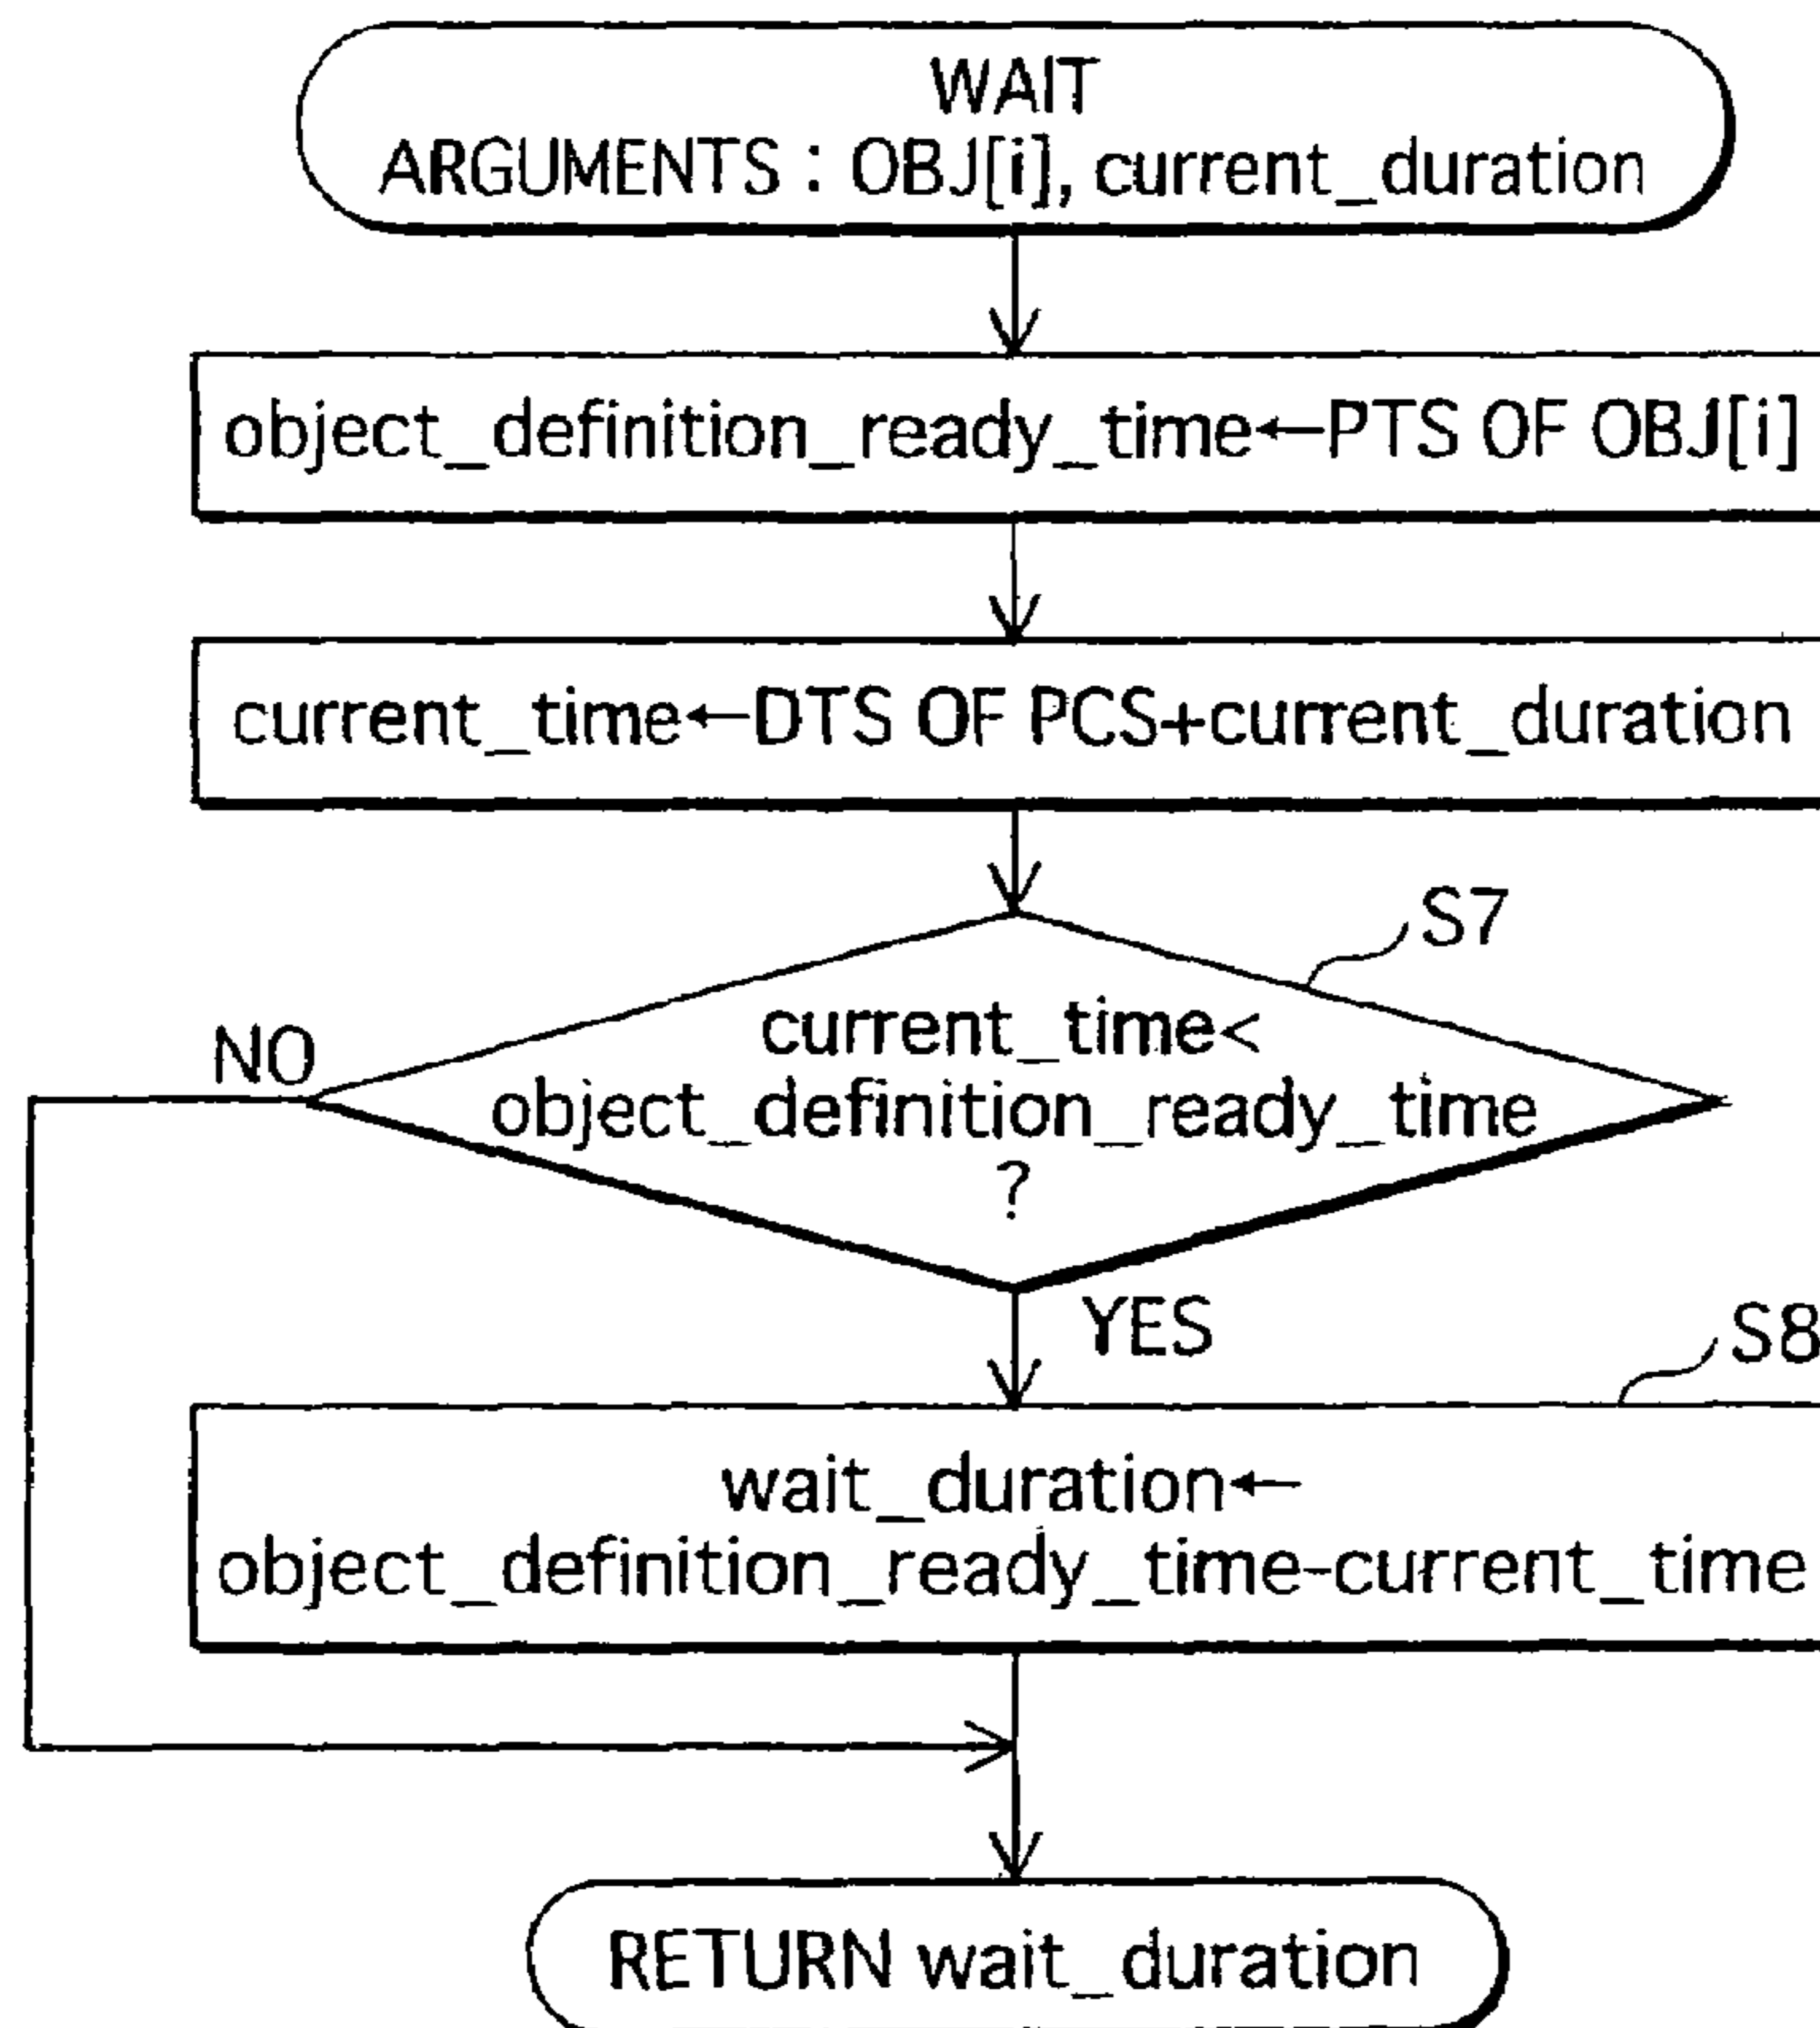 WAIT
ARGUMENTS : OBJ[i], current_duration
object_definition_ready_time←PTS OF OBJ[i]
current_time←DTS OF PCS+current_duration
S7
current_time<
object_definition_ready_time
?
NO
YES
S8
wait_duration←
object_definition_ready_time-current_time
RETURN wait_duration